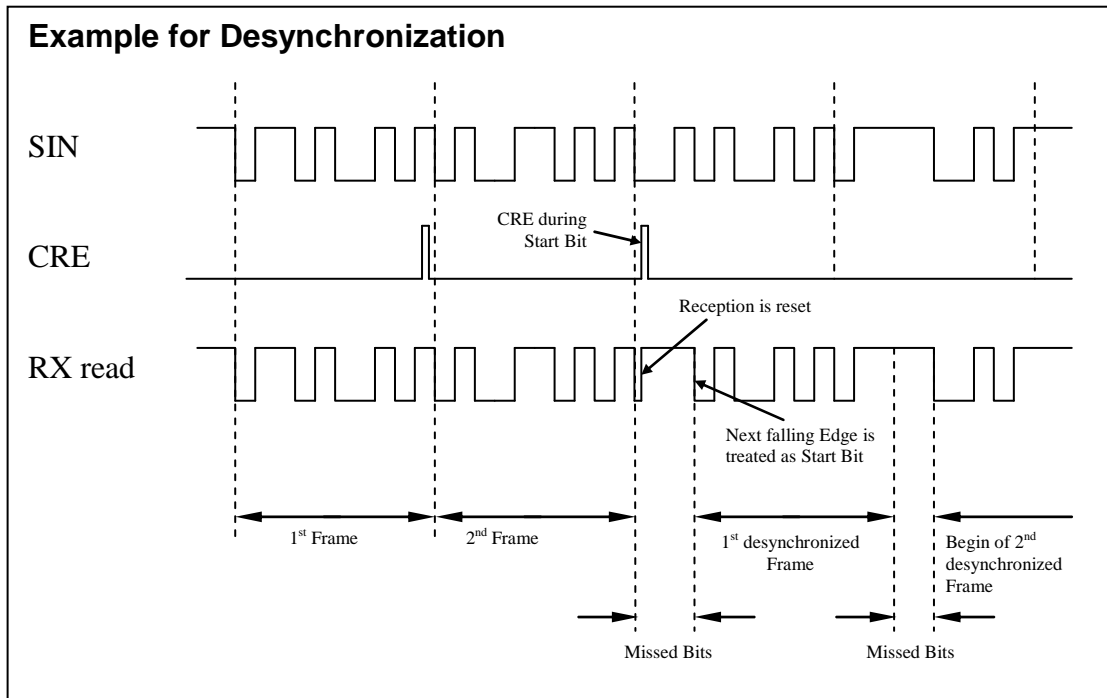 Example for Desynchronization
SIN
CRE during
Start Bit
CRE
Reception is reset
RX read
Next falling Edge is
treated as Start Bit
1st Frame
2nd Frame
1st desynchronized
Frame
Begin of 2nd
desynchronized
Frame
Missed Bits
Missed Bits